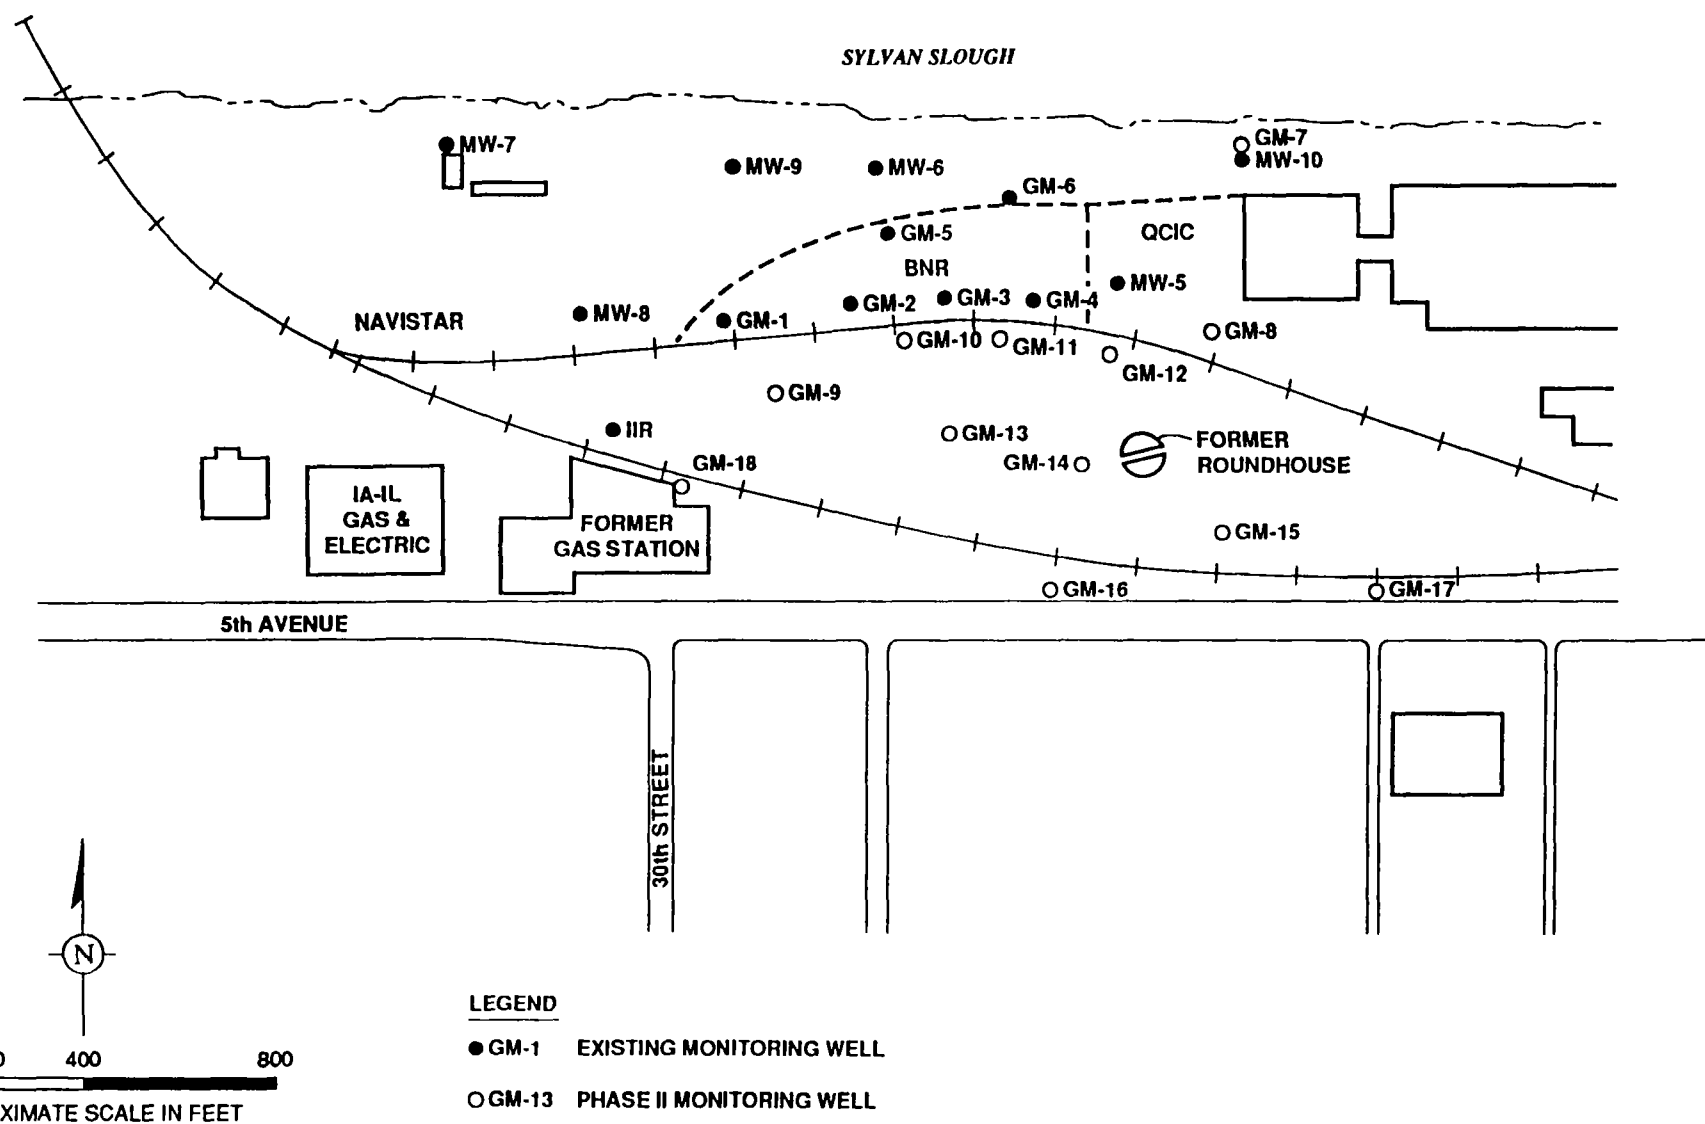 SYLVAN SLOUGH
MW-7
GM-7
MW-10
MW-9
MW-6
GM-6
GM-5
QCIC
BNR
MW-5
GM-2
GM-3
GM-4
MW-8
GM-1
NAVISTAR
GM-8
GM-10
GM-11
GM-12
GM-9
IIR
GM-13
FORMER
ROUNDHOUSE
GM-14
GM-18
IA-IL
GAS &
ELECTRIC
FORMER
GAS STATION
GM-15
GM-16
GM-17
5th AVENUE
30th STREET
N
LEGEND
GM-1 EXISTING MONITORING WELL
GM-13 PHASE II MONITORING WELL
0 400 800
XIMATE SCALE IN FEET